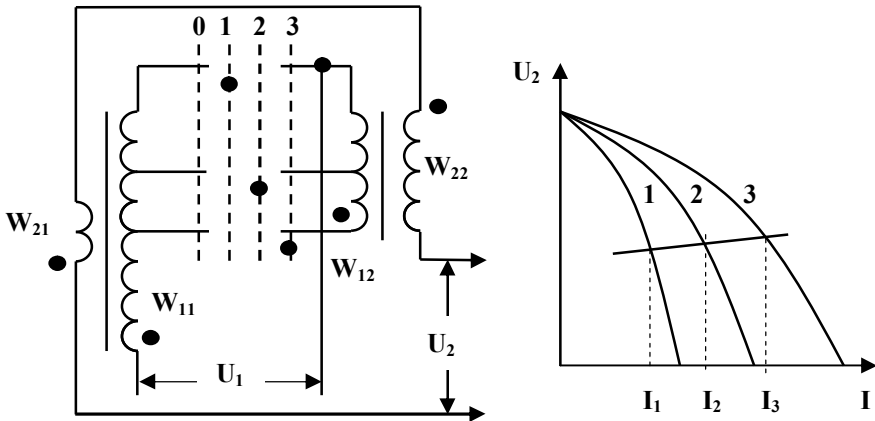 0 1 2 3
U₂
W₂₂
1 2 3
W₂₁
W₁₂
W₁₁
U₂
U₁
I₁ I₂ I₃ I